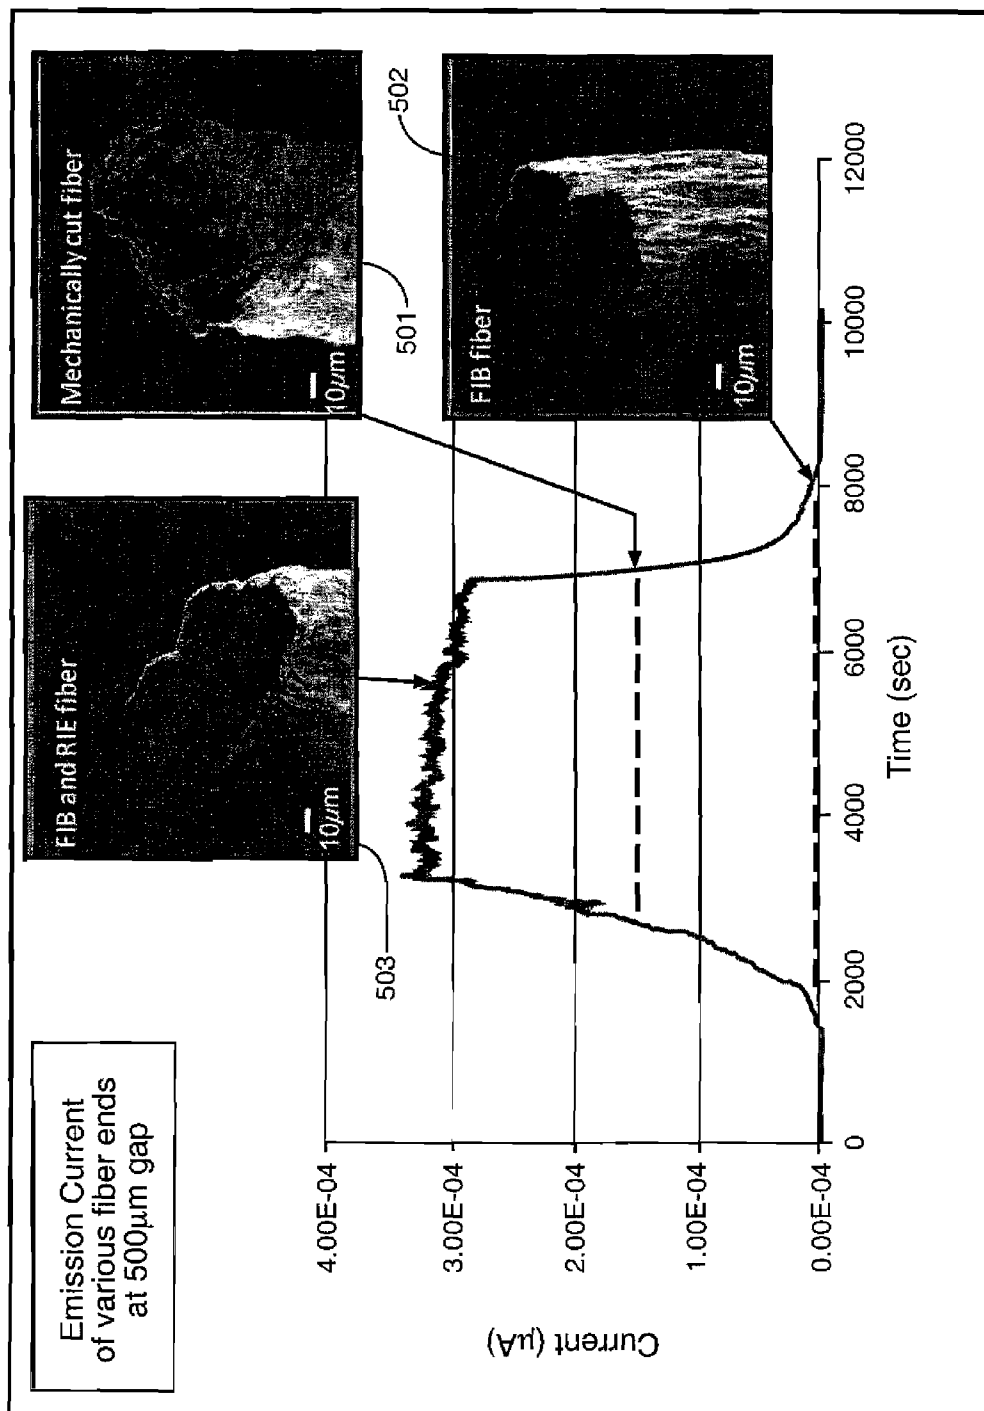 Emission Current
of various fiber ends
at 500μm gap
FIB and RIE fiber
10μm
503
Mechanically cut fiber
10μm
501
FIB fiber
10μm
502
Current (μA)
4.00E-04
3.00E-04
2.00E-04
1.00E-04
0.00E-04
0
2000
4000
6000
8000
10000
12000
Time (sec)